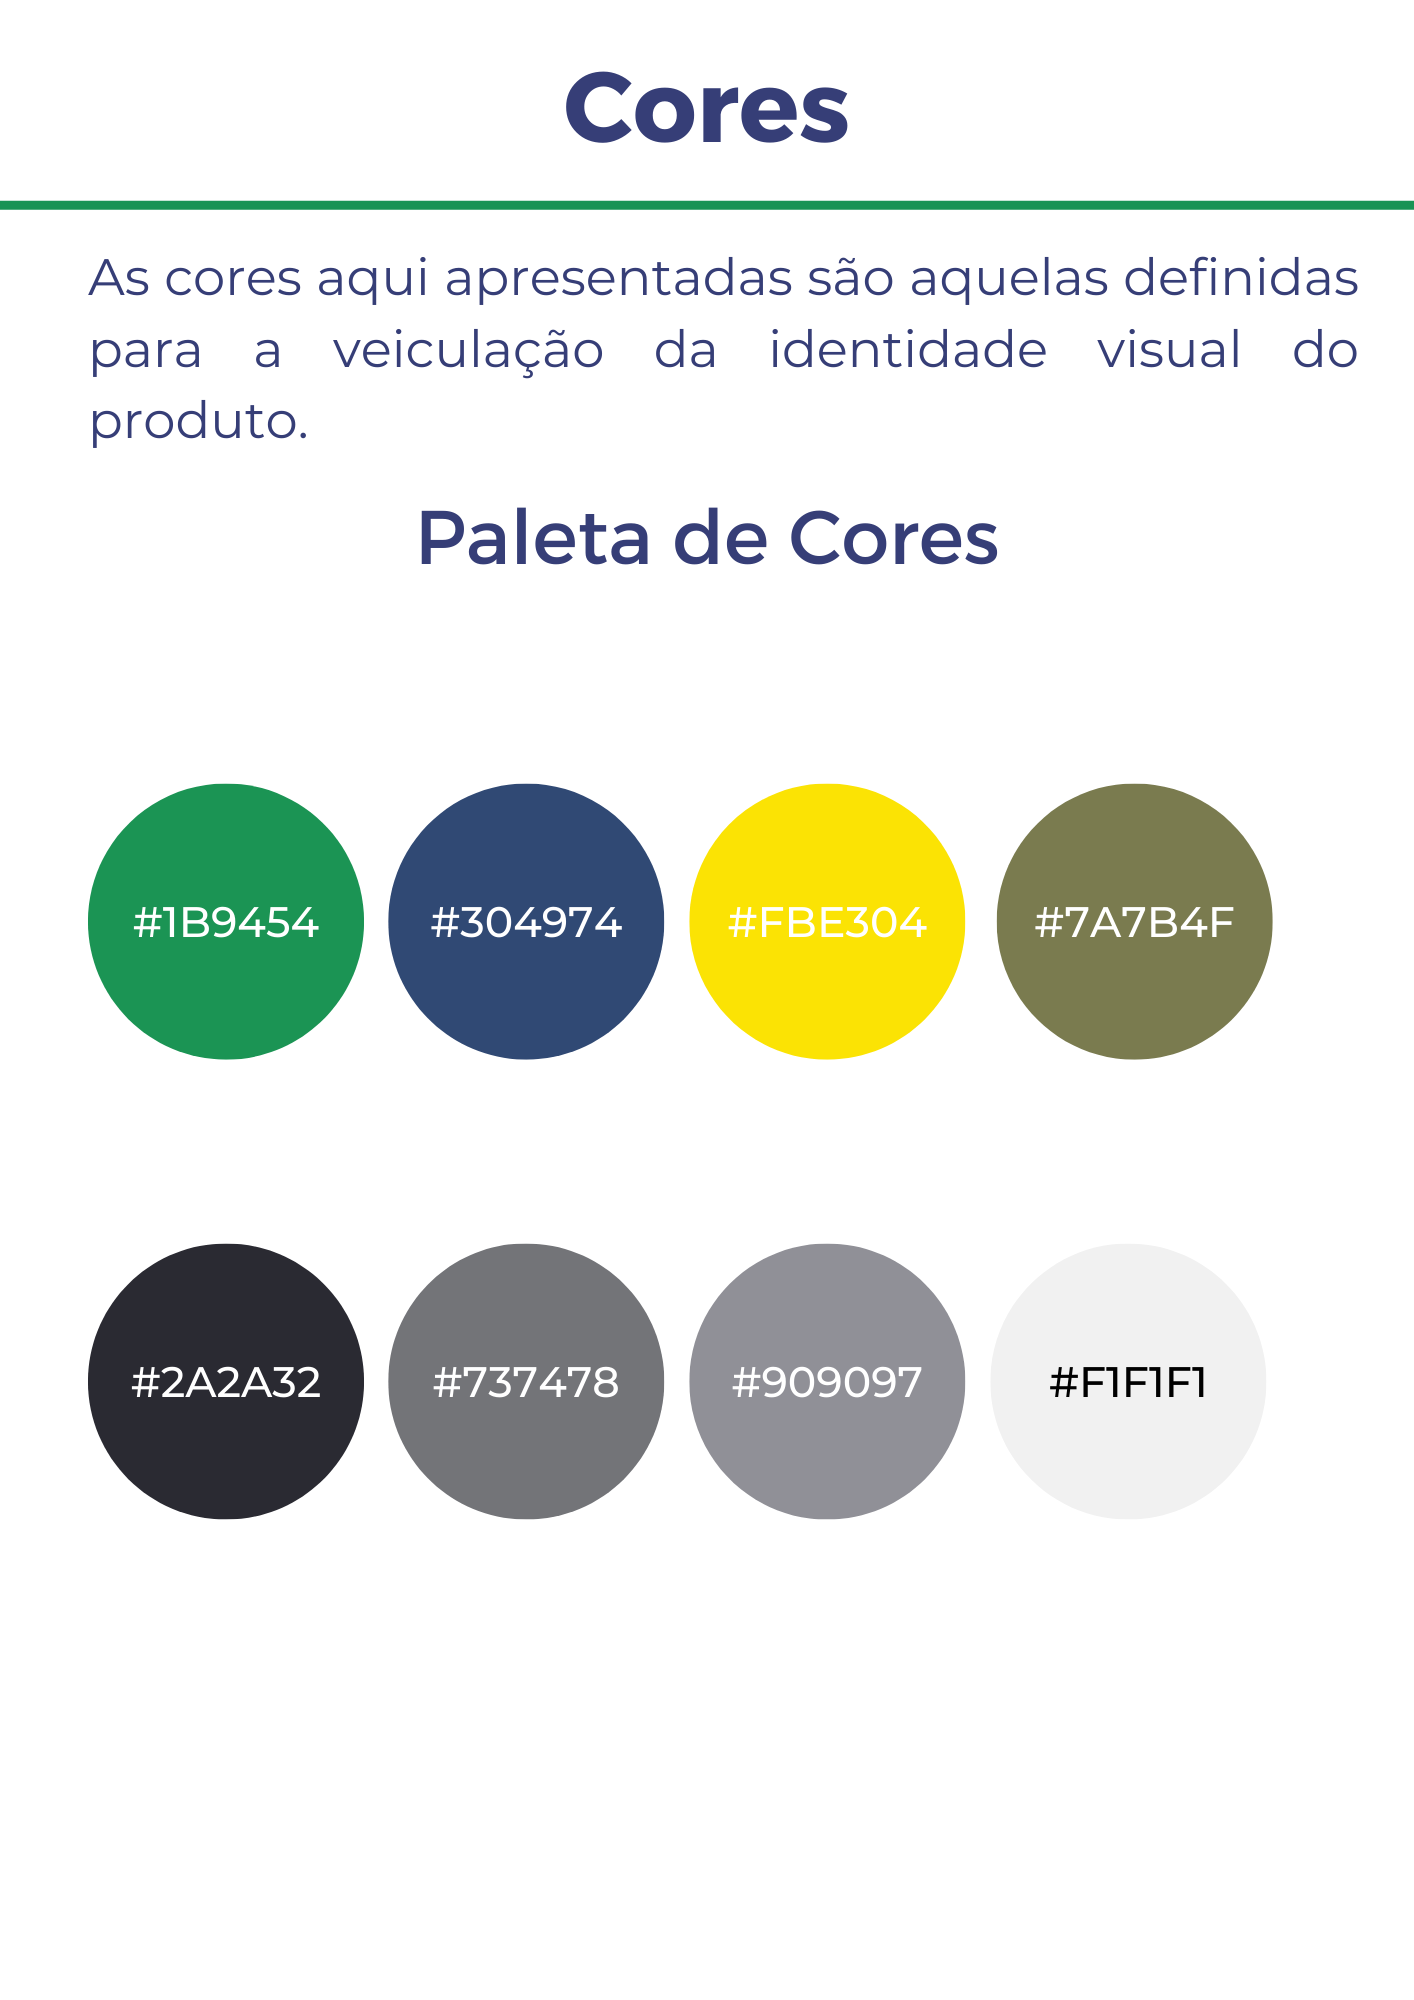 Cores
As cores aqui apresentadas são aquelas definidas
para a veiculação da identidade visual do
produto.
Paleta de Cores
#1B9454 #304974 #FBE304 #7A7B4F
#2A2A32 #737478 #909097 #F1F1F1